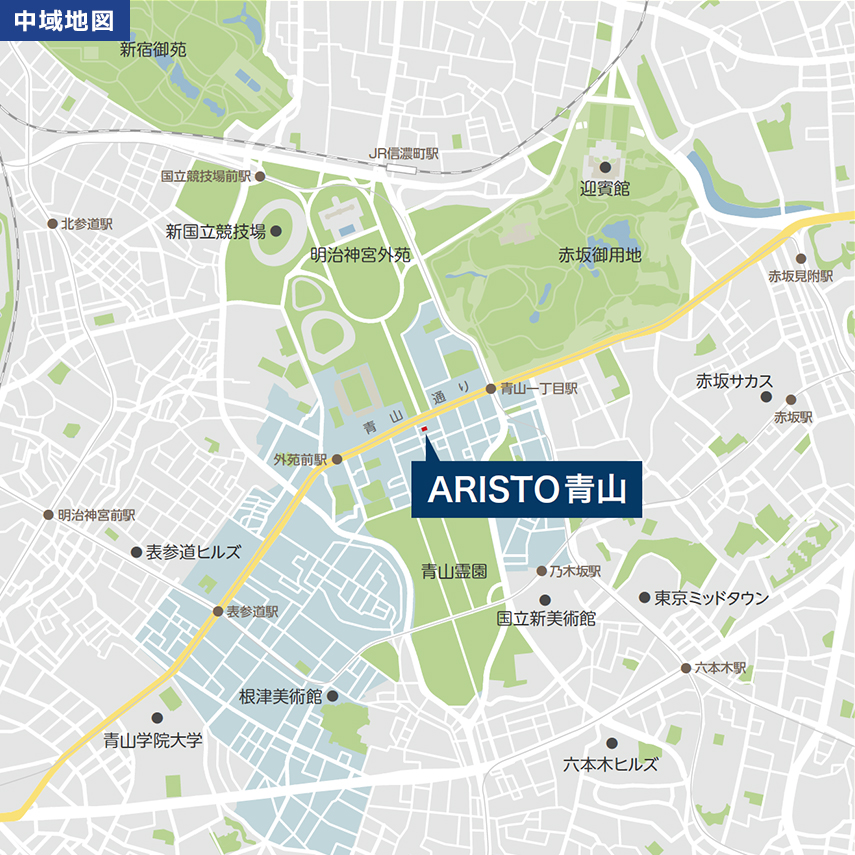 中域地図
新宿御苑
JR信濃町駅
国立競技場前駅
迎賓館
北参道駅
新国立競技場
明治神宮外苑
赤坂御用地
赤坂見附駅
赤坂サカス
青山一丁目駅
青山通り
赤坂駅
外苑前駅
ARISTO青山
明治神宮前駅
表参道ヒルズ
青山霊園
乃木坂駅
東京ミッドタウン
表参道駅
国立新美術館
六本木駅
根津美術館
青山学院大学
六本木ヒルズ